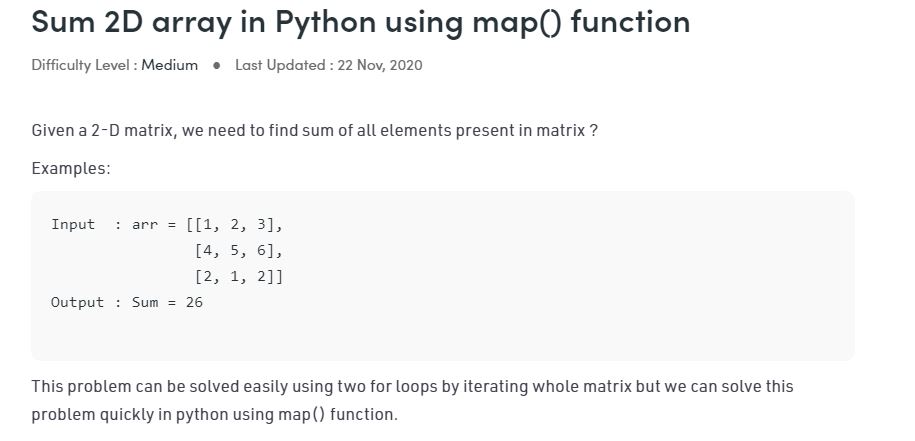 Sum 2D array in Python using map() function
Difficulty Level : Medium ● Last Updated : 22 Nov, 2020
Given a 2-D matrix, we need to find sum of all elements present in matrix ?
Examples:
Input  : arr = [[1, 2, 3],
                [4, 5, 6],
                [2, 1, 2]]
Output : Sum = 26
This problem can be solved easily using two for loops by iterating whole matrix but we can solve this
problem quickly in python using map() function.